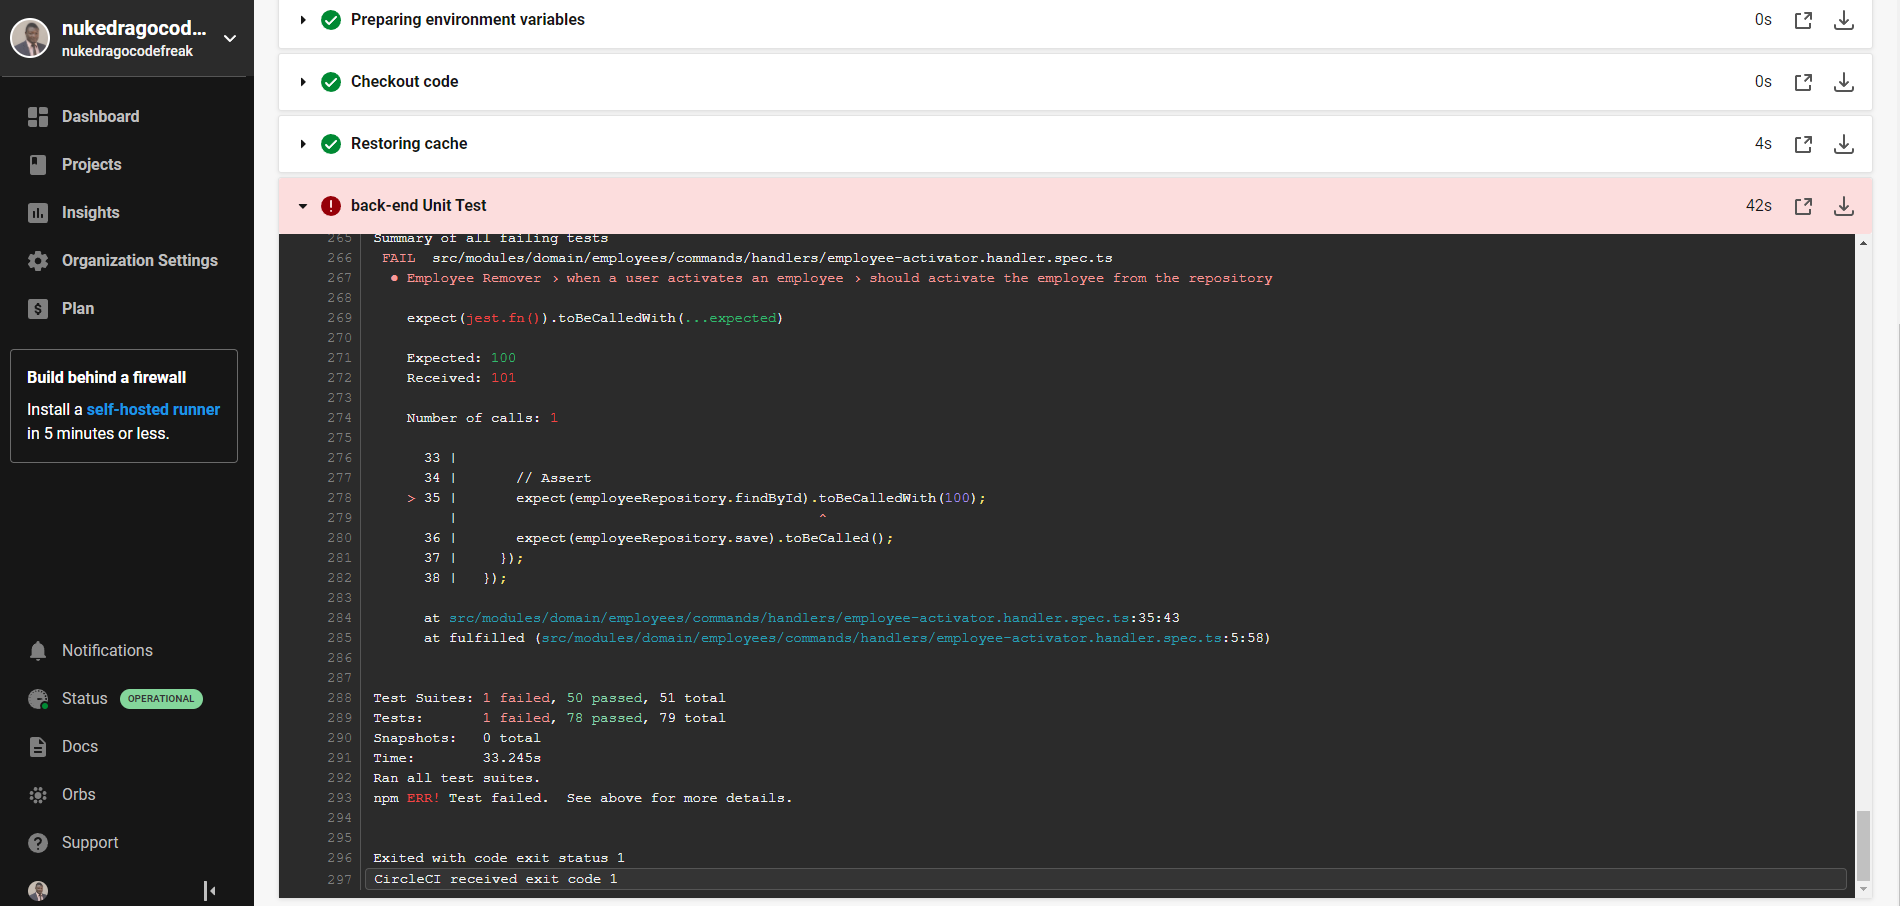 nukedragocod...
nukedragocodefreak
Dashboard
Projects
Insights
Organization Settings
Plan
Build behind a firewall
Install a self-hosted runner
in 5 minutes or less.
Notifications
Status OPERATIONAL
Docs
Orbs
Support
Preparing environment variables 0s
Checkout code 0s
Restoring cache 4s
back-end Unit Test 42s
265 Summary of all failing tests
266 FAIL src/modules/domain/employees/commands/handlers/employee-activator.handler.spec.ts
267 ● Employee Remover › when a user activates an employee › should activate the employee from the repository
268
269 expect(jest.fn()).toBeCalledWith(...expected)
270
271 Expected: 100
272 Received: 101
273
274 Number of calls: 1
275
276 33 |
277 34 | // Assert
278 > 35 | expect(employeeRepository.findById).toBeCalledWith(100);
279 | ^
280 36 | expect(employeeRepository.save).toBeCalled();
281 37 | });
282 38 | });
283
284 at src/modules/domain/employees/commands/handlers/employee-activator.handler.spec.ts:35:43
285 at fulfilled (src/modules/domain/employees/commands/handlers/employee-activator.handler.spec.ts:5:58)
286
287
288 Test Suites: 1 failed, 50 passed, 51 total
289 Tests: 1 failed, 78 passed, 79 total
290 Snapshots: 0 total
291 Time: 33.245s
292 Ran all test suites.
293 npm ERR! Test failed. See above for more details.
294
295
296 Exited with code exit status 1
297 CircleCI received exit code 1